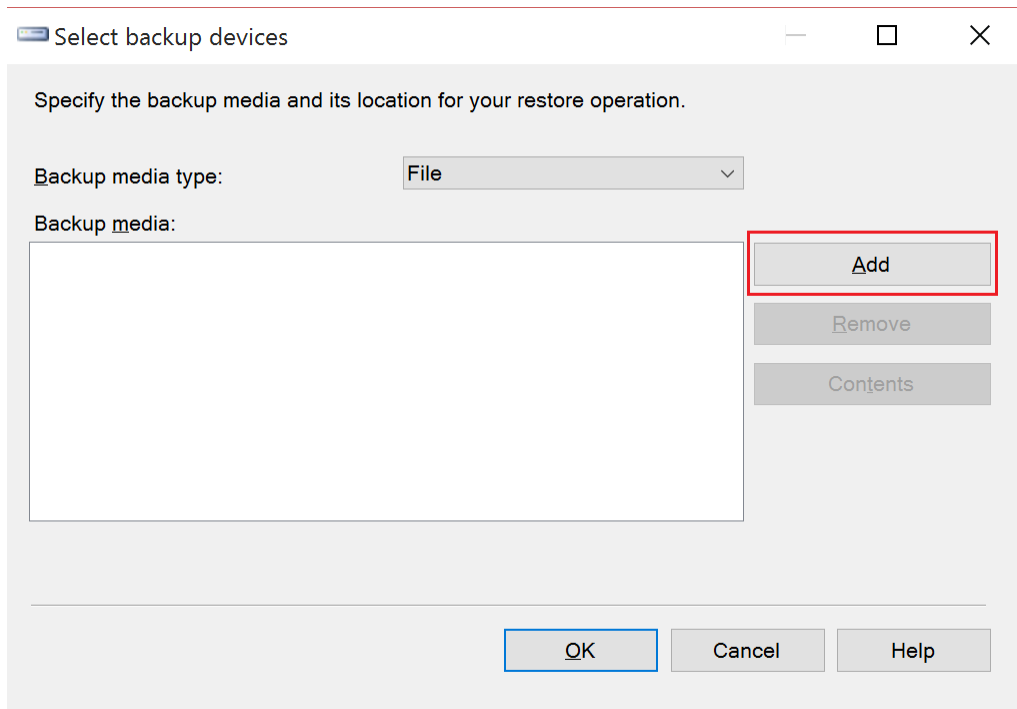 Select backup devices
Specify the backup media and its location for your restore operation.
Backup media type:
File
Backup media:
Add
Remove
Contents
OK
Cancel
Help